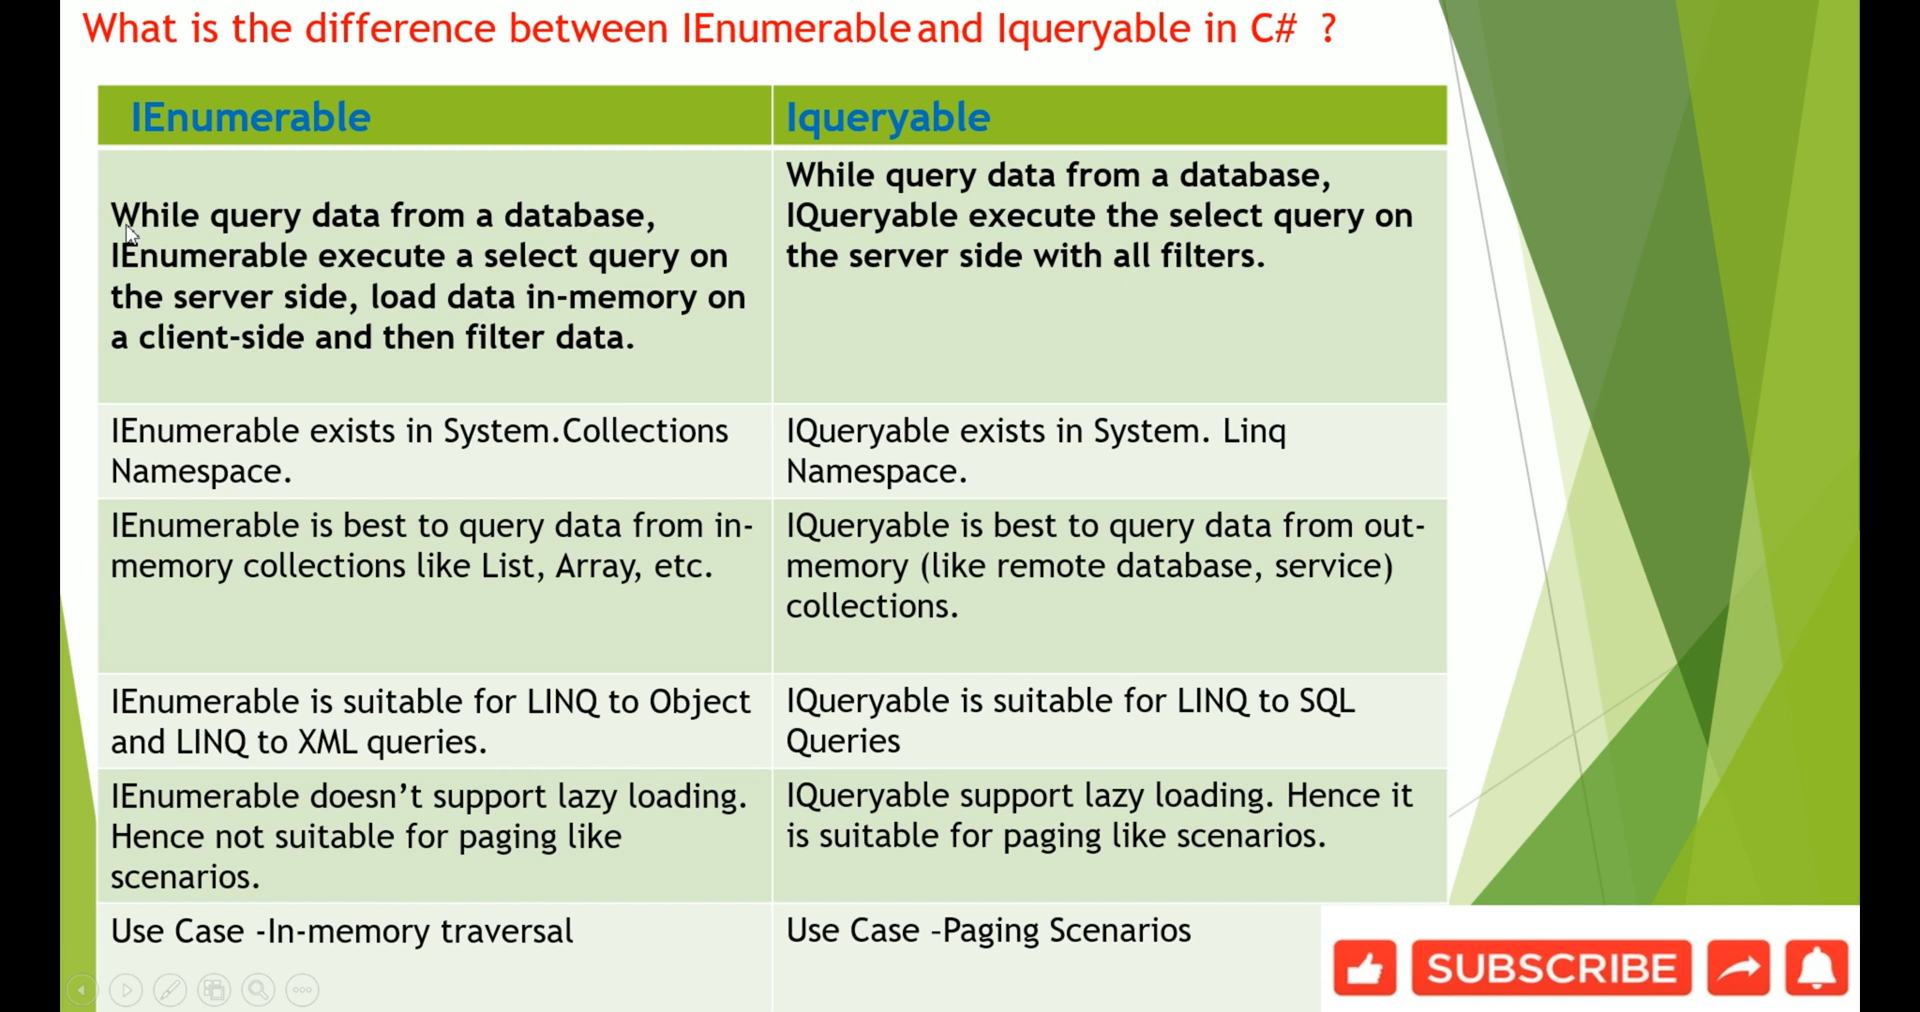 What is the difference between IEnumerable and Iqueryable in C# ?
IEnumerable
Iqueryable
While query data from a database,
IEnumerable execute a select query on
the server side, load data in-memory on
a client-side and then filter data.
While query data from a database,
IQueryable execute the select query on
the server side with all filters.
IEnumerable exists in System.Collections
Namespace.
IQueryable exists in System. Linq
Namespace.
IEnumerable is best to query data from in-
memory collections like List, Array, etc.
IQueryable is best to query data from out-
memory (like remote database, service)
collections.
IEnumerable is suitable for LINQ to Object
and LINQ to XML queries.
IQueryable is suitable for LINQ to SQL
Queries
IEnumerable doesn’t support lazy loading.
Hence not suitable for paging like
scenarios.
IQueryable support lazy loading. Hence it
is suitable for paging like scenarios.
Use Case -In-memory traversal
Use Case –Paging Scenarios
SUBSCRIBE